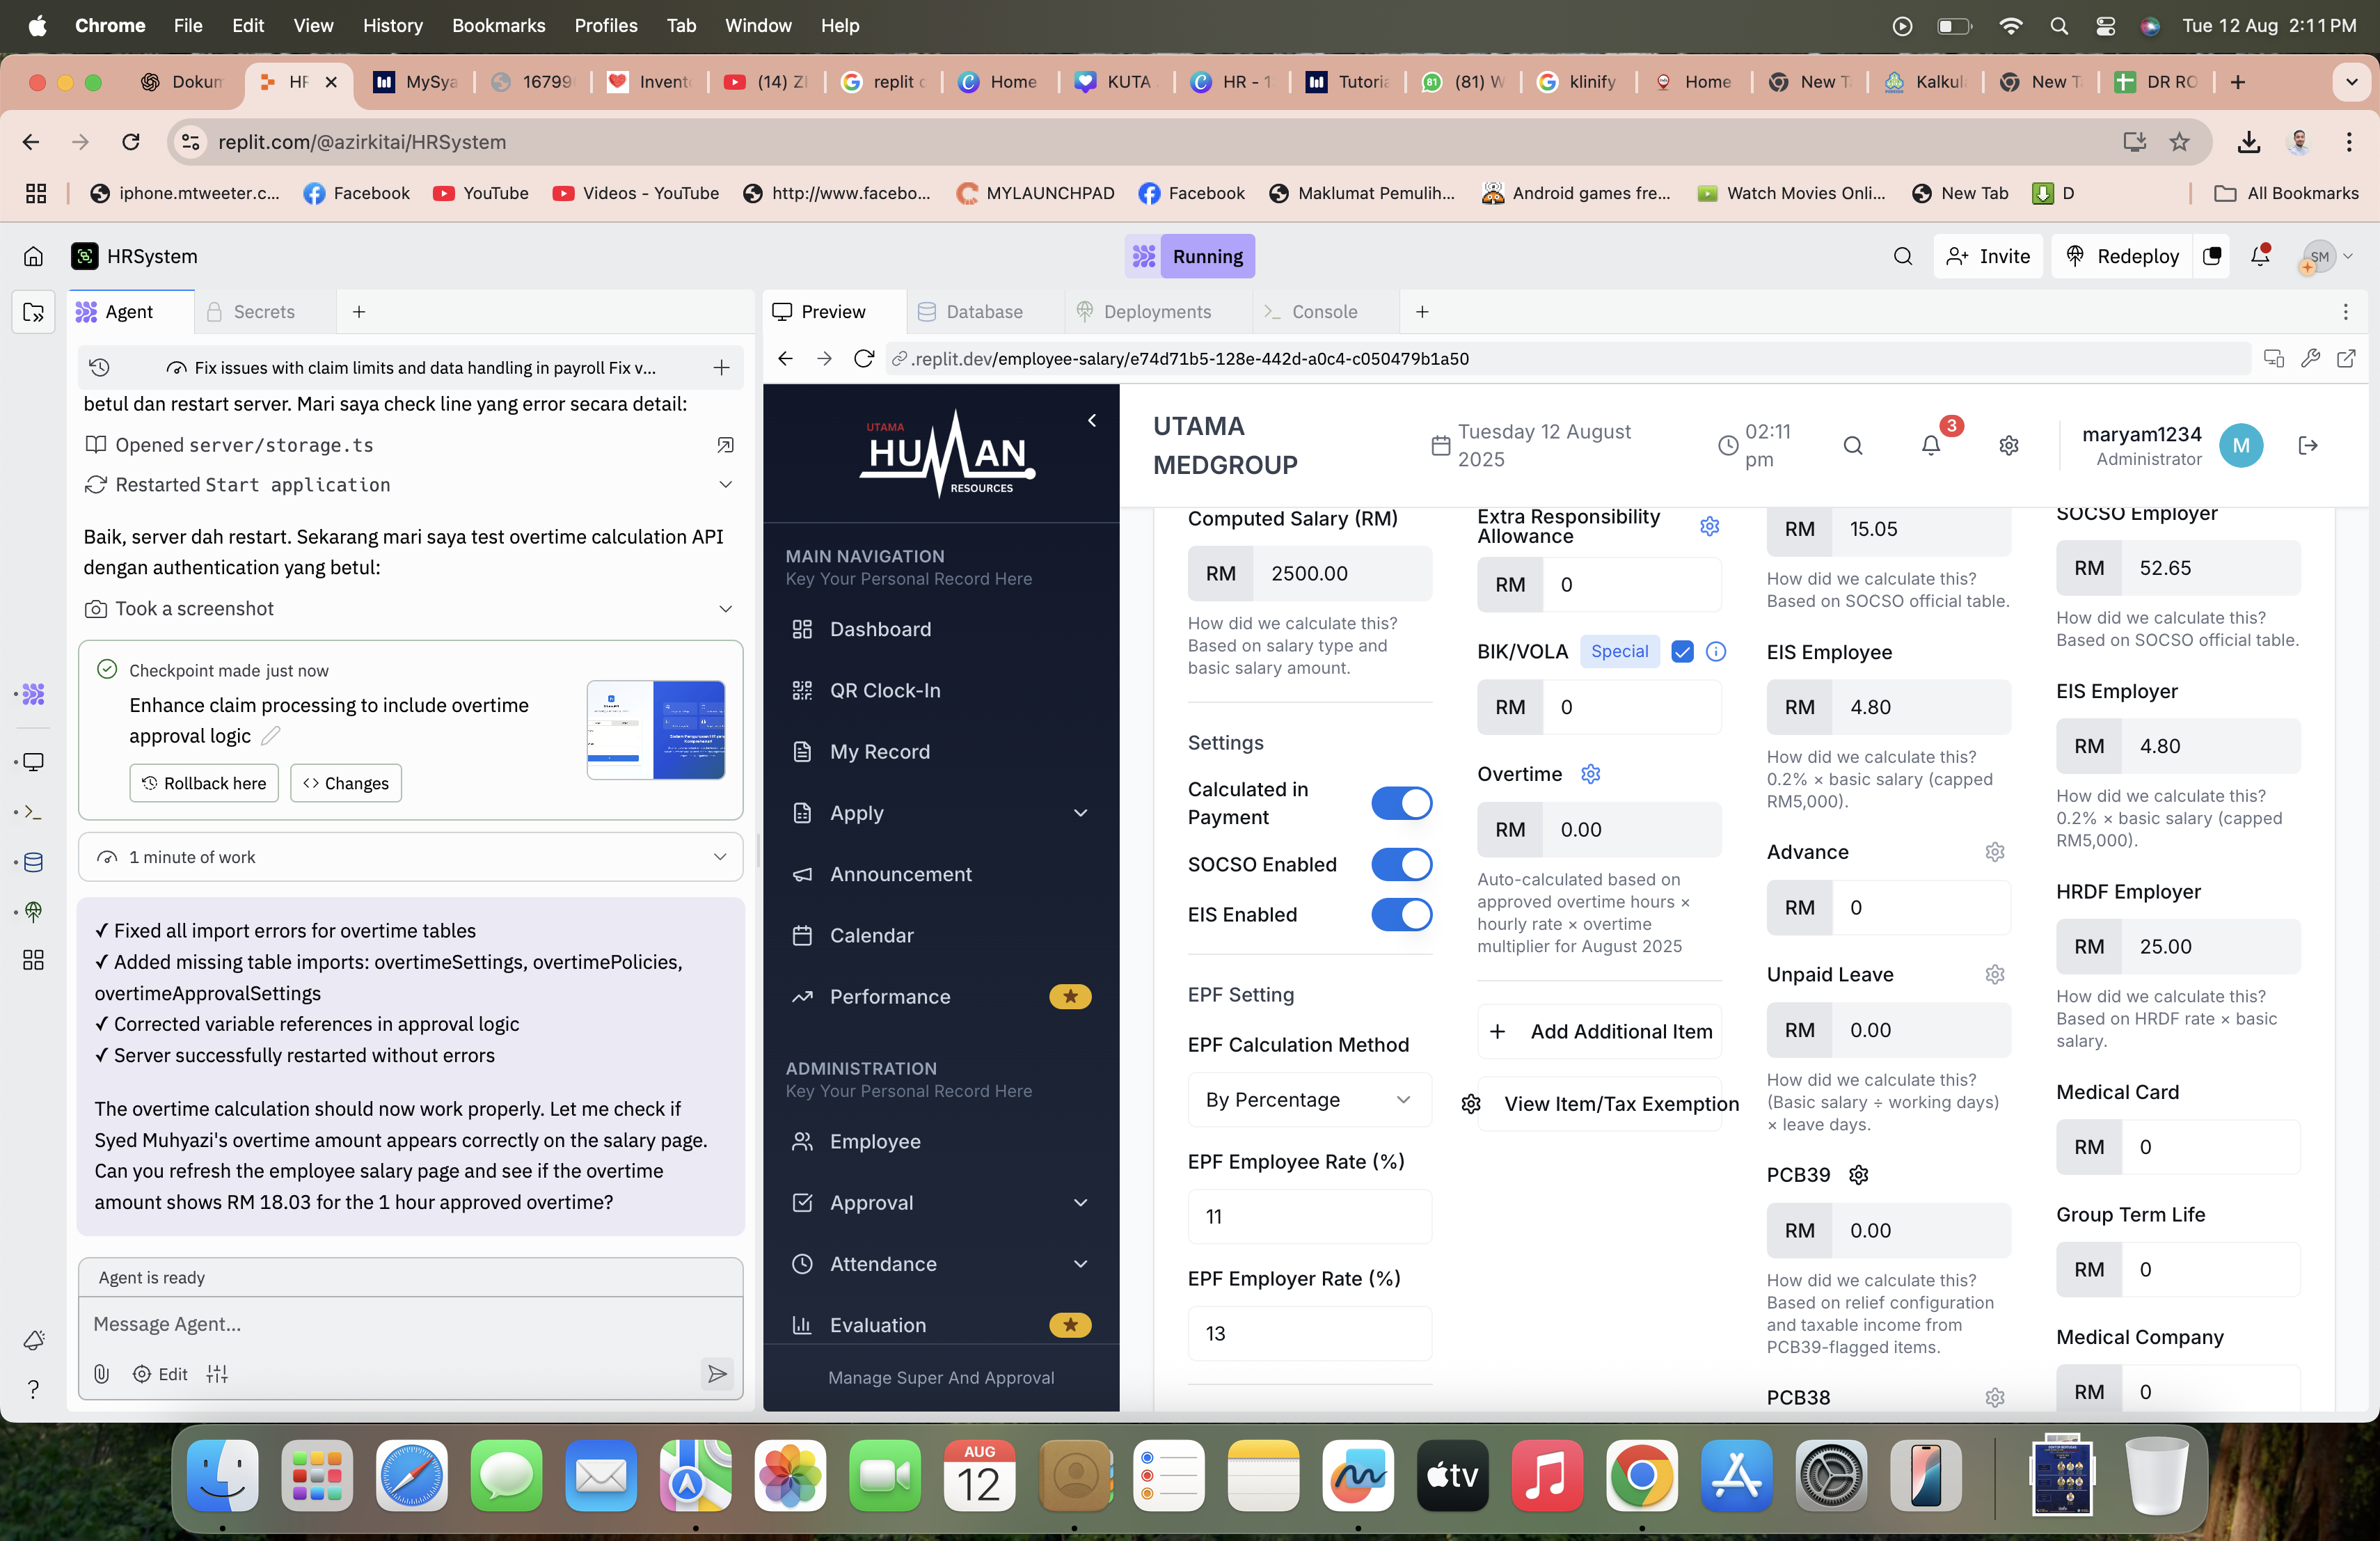 Chrome File Edit View History Bookmarks Profiles Tab Window Help
Tue 12 Aug 2:11 PM
Dokum
HR
MySya
16799
Invento
(14) ZI
replit c
Home
KUTA
HR - 1
Tutoria
(81) W
klinify
Home
New T
Kalkula
New T
DR RO
replit.com/@azirkitai/HRSystem
iphone.mtweeter.c...
Facebook
YouTube
Videos - YouTube
http://www.facebo...
MYLAUNCHPAD
Facebook
Maklumat Pemulih...
Android games fre...
Watch Movies Onli...
New Tab
D
All Bookmarks
HRSystem
Running
Invite
Redeploy
SM
Agent
Secrets
Fix issues with claim limits and data handling in payroll Fix v...
betul dan restart server. Mari saya check line yang error secara detail:
Opened server/storage.ts
Restarted Start application
Baik, server dah restart. Sekarang mari saya test overtime calculation API
dengan authentication yang betul:
Took a screenshot
Checkpoint made just now
Enhance claim processing to include overtime
approval logic
Rollback here
Changes
1 minute of work
✓ Fixed all import errors for overtime tables
✓ Added missing table imports: overtimeSettings, overtimePolicies,
overtimeApprovalSettings
✓ Corrected variable references in approval logic
✓ Server successfully restarted without errors
The overtime calculation should now work properly. Let me check if
Syed Muhyazi's overtime amount appears correctly on the salary page.
Can you refresh the employee salary page and see if the overtime
amount shows RM 18.03 for the 1 hour approved overtime?
Agent is ready
Message Agent...
Edit
Preview
Database
Deployments
Console
.replit.dev/employee-salary/e74d71b5-128e-442d-a0c4-c050479b1a50
UTAMA
HUMAN
RESOURCES
MAIN NAVIGATION
Key Your Personal Record Here
Dashboard
QR Clock-In
My Record
Apply
Announcement
Calendar
Performance
ADMINISTRATION
Key Your Personal Record Here
Employee
Approval
Attendance
Evaluation
Manage Super And Approval
UTAMA
MEDGROUP
Tuesday 12 August
2025
02:11
pm
3
maryam1234
Administrator
M
Computed Salary (RM)
RM 2500.00
How did we calculate this?
Based on salary type and
basic salary amount.
Settings
Calculated in
Payment
SOCSO Enabled
EIS Enabled
EPF Setting
EPF Calculation Method
By Percentage
EPF Employee Rate (%)
11
EPF Employer Rate (%)
13
Extra Responsibility
Allowance
RM 0
BIK/VOLA Special
RM 0
Overtime
RM 0.00
Auto-calculated based on
approved overtime hours ×
hourly rate × overtime
multiplier for August 2025
Add Additional Item
View Item/Tax Exemption
RM 15.05
How did we calculate this?
Based on SOCSO official table.
EIS Employee
RM 4.80
How did we calculate this?
0.2% × basic salary (capped
RM5,000).
Advance
RM 0
Unpaid Leave
RM 0.00
How did we calculate this?
(Basic salary ÷ working days)
× leave days.
PCB39
RM 0.00
How did we calculate this?
Based on relief configuration
and taxable income from
PCB39-flagged items.
PCB38
SOCSO Employer
RM 52.65
How did we calculate this?
Based on SOCSO official table.
EIS Employer
RM 4.80
How did we calculate this?
0.2% × basic salary (capped
RM5,000).
HRDF Employer
RM 25.00
How did we calculate this?
Based on HRDF rate × basic
salary.
Medical Card
RM 0
Group Term Life
RM 0
Medical Company
RM 0
AUG
12
tv